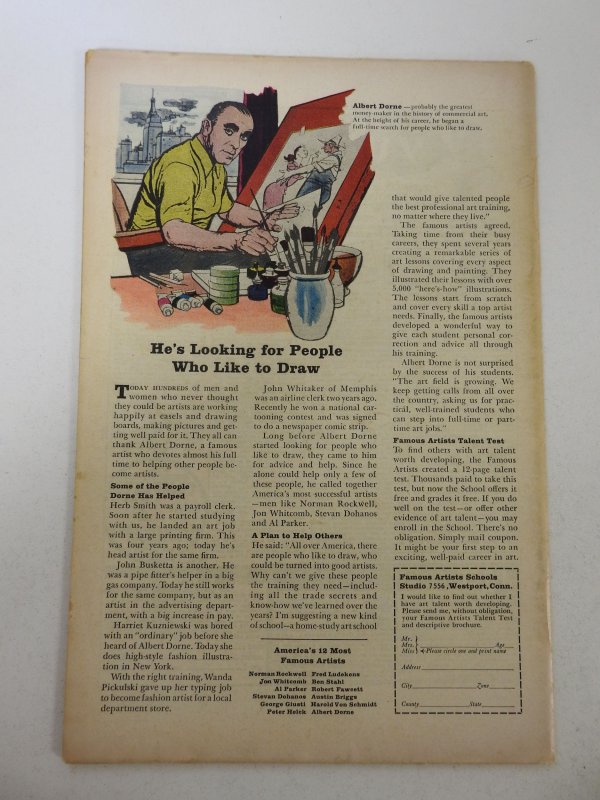 Albert Dorne — probably the greatest
money-maker in the history of commercial art.
At the height of his career, he began a
full-time search for people who like to draw.
He's Looking for People
Who Like to Draw
TODAY HUNDREDS of men and
women who never thought
they could be artists are working
happily at easels and drawing
boards, making pictures and get-
ting well paid for it. They all can
thank Albert Dorne, a famous
artist who devotes almost his full
time to helping other people be-
come artists.
Some of the People
Dorne Has Helped
Herb Smith was a payroll clerk.
Soon after he started studying
with us, he landed an art job
with a large printing firm. This
was four years ago; today he's
head artist for the same firm.
John Busketta is another. He
was a pipe fitter's helper in a big
gas company. Today he still works
for the same company, but as an
artist in the advertising depart-
ment, with a big increase in pay.
Harriet Kuzniewski was bored
with an "ordinary" job before she
heard of Albert Dorne. Today she
does high-style fashion illustra-
tion in New York.
With the right training, Wanda
Pickulski gave up her typing job
to become fashion artist for a local
department store.
John Whitaker of Memphis
was an airline clerk two years ago.
Recently he won a national car-
tooning contest and was signed
to do a newspaper comic strip.
Long before Albert Dorne
started looking for people who
like to draw, they came to him
for advice and help. Since he
alone could help only a few of
these people, he called together
America's most successful artists
—men like Norman Rockwell,
Jon Whitcomb, Stevan Dohanos
and Al Parker.
A Plan to Help Others
He said: "All over America, there
are people who like to draw, who
could be turned into good artists.
Why can't we give these people
the training they need—includ-
ing all the trade secrets and
know-how we've learned over the
years? I'm suggesting a new kind
of school—a home-study art school
America's 12 Most
Famous Artists
Norman Rockwell Fred Ludekens
Jon Whitcomb Ben Stahl
Al Parker Robert Fawcett
Stevan Dohanos Austin Briggs
George Giusti Harold Von Schmidt
Peter Helck Albert Dorne
that would give talented people
the best professional art training,
no matter where they live."
The famous artists agreed.
Taking time from their busy
careers, they spent several years
creating a remarkable series of
art lessons covering every aspect
of drawing and painting. They
illustrated their lessons with over
5,000 "here's-how" illustrations.
The lessons start from scratch
and cover every skill a top artist
needs. Finally, the famous artists
developed a wonderful way to
give each student personal cor-
rection and advice all through
his training.
Albert Dorne is not surprised
by the success of his students.
"The art field is growing. We
keep getting calls from all over
the country, asking us for prac-
tical, well-trained students who
can step into full-time or part-
time art jobs."
Famous Artists Talent Test
To find others with art talent
worth developing, the Famous
Artists created a 12-page talent
test. Thousands paid to take this
test, but now the School offers it
free and grades it free. If you do
well on the test—or offer other
evidence of art talent—you may
enroll in the School. There's no
obligation. Simply mail coupon.
It might be your first step to an
exciting, well-paid career in art.
Famous Artists Schools
Studio 7556, Westport, Conn.
I would like to find out whether I
have art talent worth developing.
Please send me, without obligation,
your Famous Artists Talent Test
and descriptive brochure.
Mr.
Mrs. Age
Miss Please circle one and print name
Address
City Zone
County State